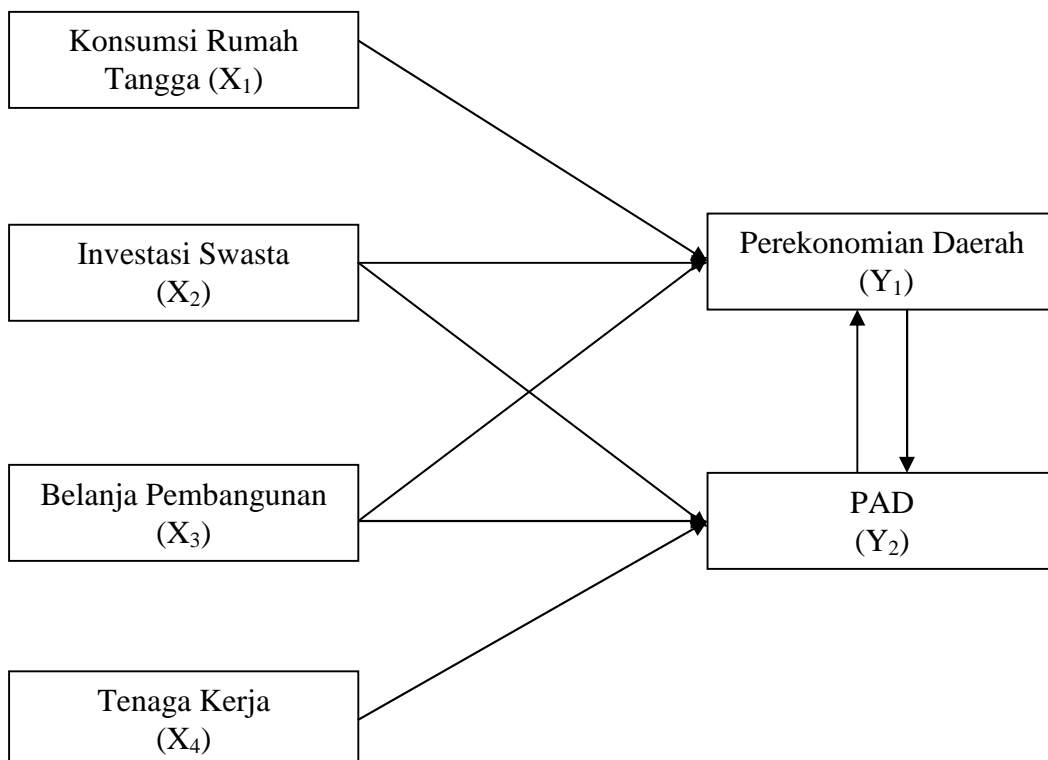 Konsumsi Rumah
Tangga (X₁)
Investasi Swasta
(X₂)
Perekonomian Daerah
(Y₁)
Belanja Pembangunan
(X₃)
PAD
(Y₂)
Tenaga Kerja
(X₄)